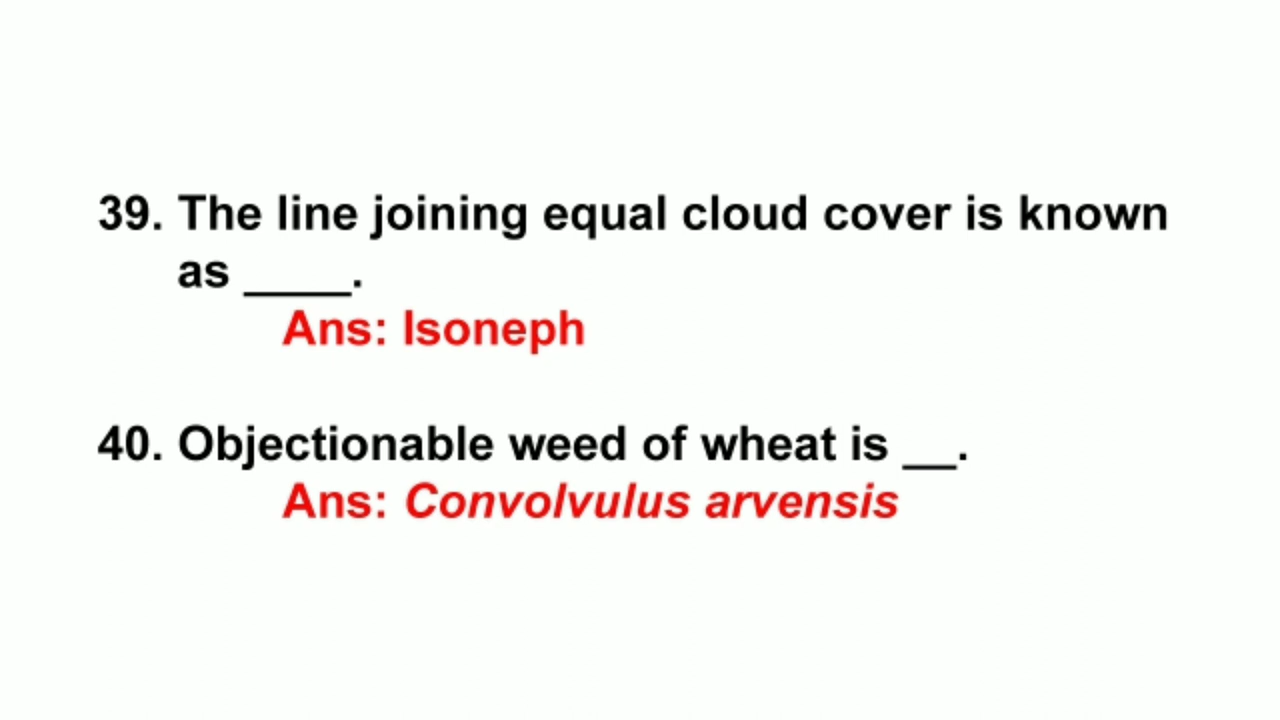 39. The line joining equal cloud cover is known
as ____.
Ans: Isoneph
40. Objectionable weed of wheat is __.
Ans: Convolvulus arvensis